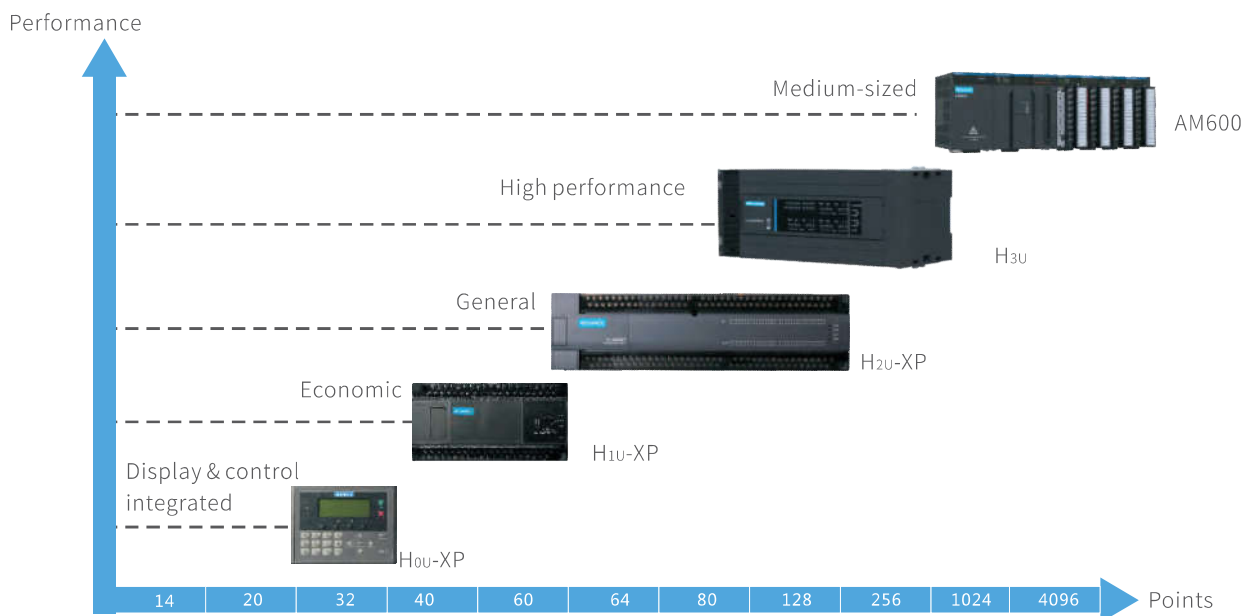 Performance
Medium-sized
AM600
High performance
H3U
General
H2U-XP
Economic
H1U-XP
Display & control
integrated
H0U-XP
14 20 32 40 60 64 80 128 256 1024 4096 Points